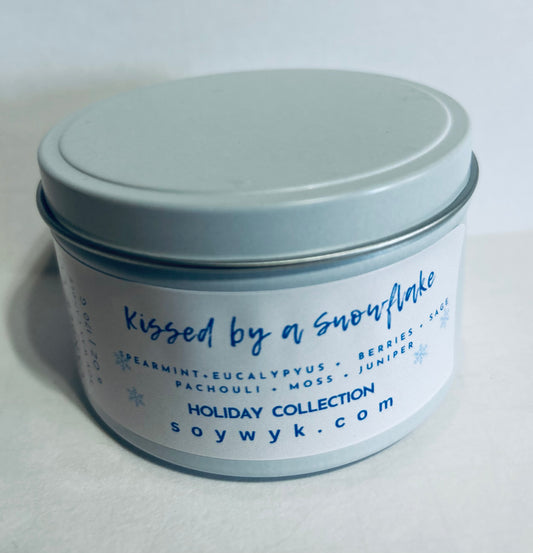 kissed by a snowflake
PEARMINT • EUCALYPYUS • BERRIES • SAGE
PACHOULI • MOSS • JUNIPER
HOLIDAY COLLECTION
soywyk.com